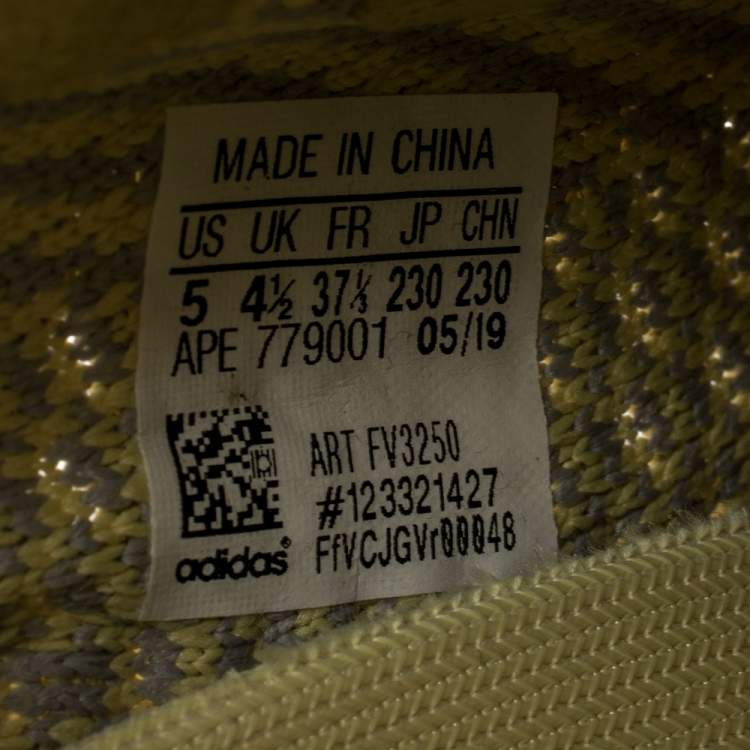 MADE IN CHINA
US UK FR JP CHN
5 4½ 37⅓ 230 230
APE 779001 05/19
ART FV3250
#123321427
FfVCJGVr00048
adidas®